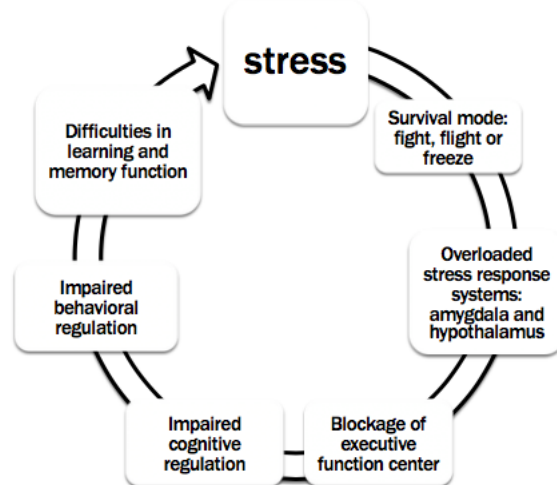 stress
Survival mode:
fight, flight or
freeze
Overloaded
stress response
systems:
amygdala and
hypothalamus
Blockage of
executive
function center
Impaired
cognitive
regulation
Impaired
behavioral
regulation
Difficulties in
learning and
memory function